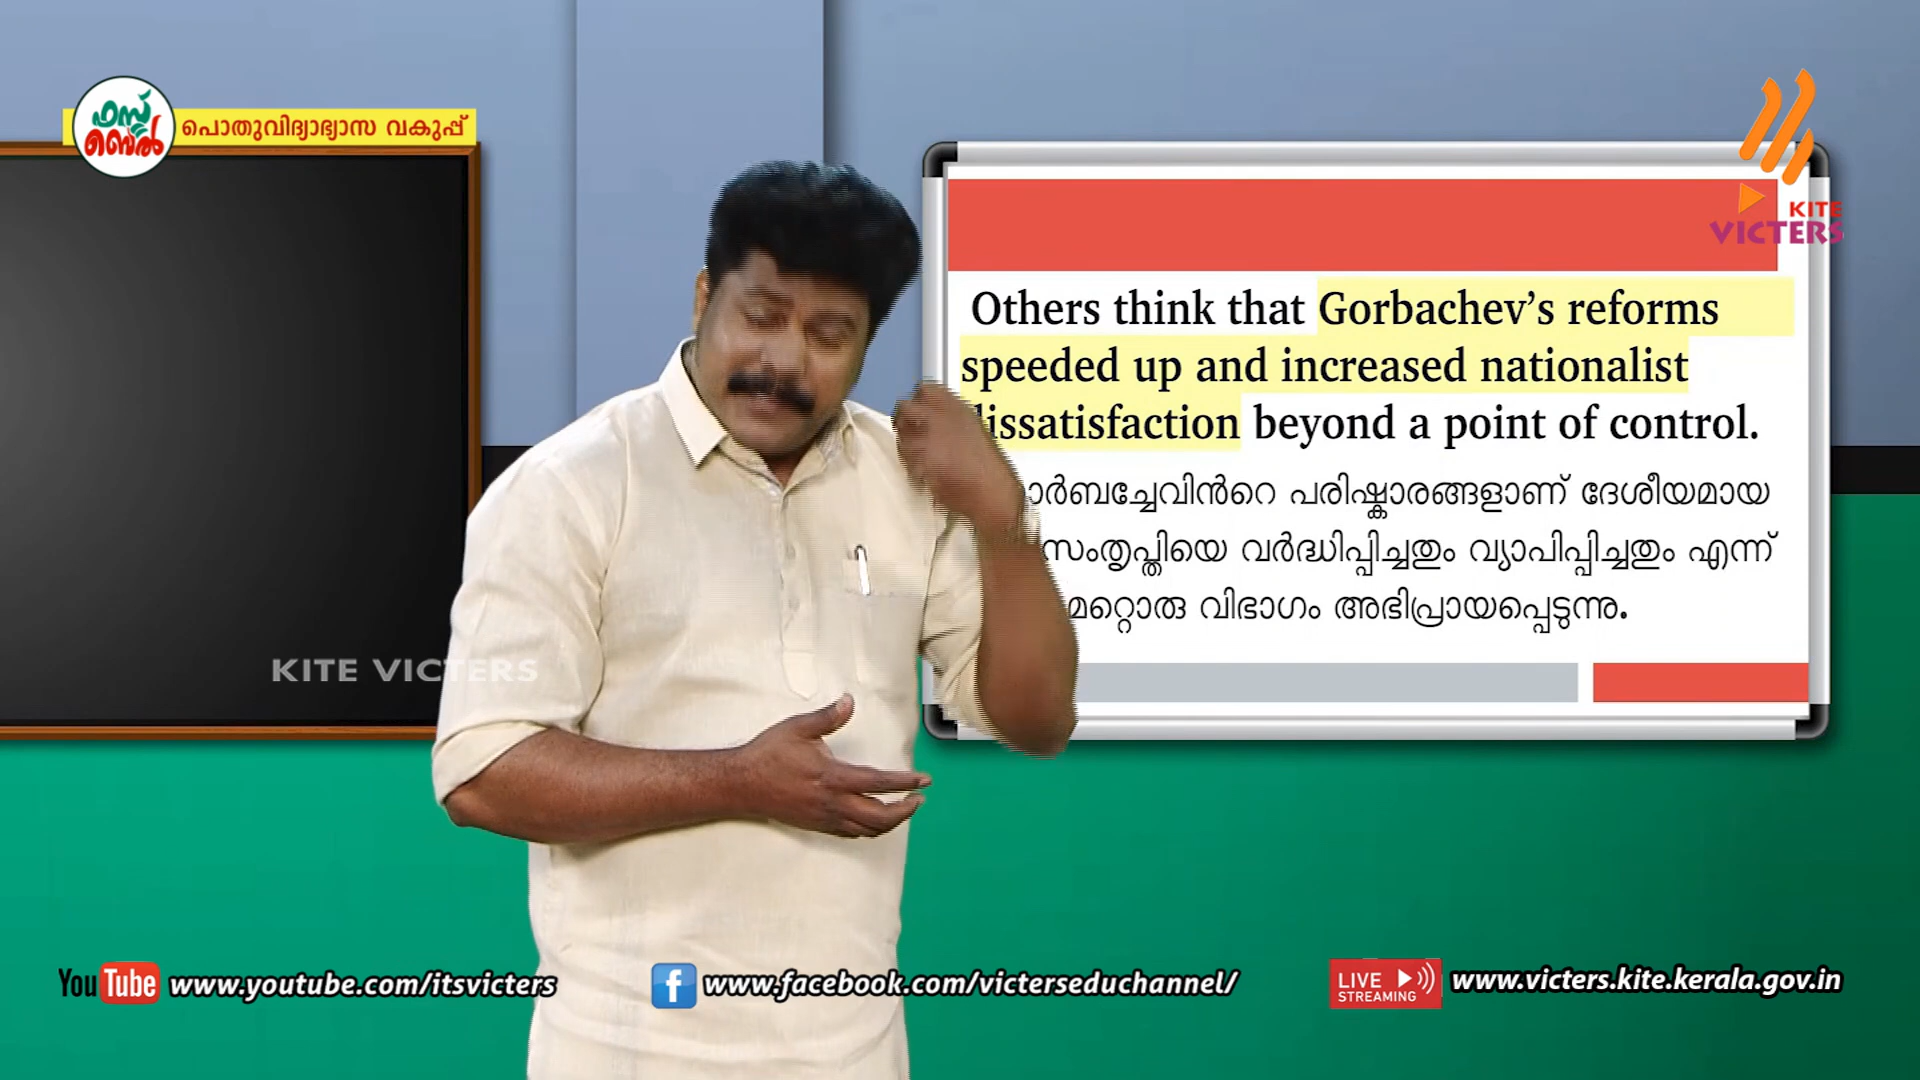 ഫസ്റ്റ്
ബെൽ
പൊതുവിദ്യാഭ്യാസ വകുപ്പ്
KITE
VICTERS
Others think that Gorbachev’s reforms
speeded up and increased nationalist
dissatisfaction beyond a point of control.
പരിഷ്കാരങ്ങളാണ് ദേശീയമായ
വർദ്ധിപ്പിച്ചതും വ്യാപിപ്പിച്ചതും എന്ന്
മറ്റൊരു വിഭാഗം അഭിപ്രായപ്പെടുന്നു.
KITE VICTERS
YouTube www.youtube.com/itsvicters
f www.facebook.com/victerseduchannel/
LIVE STREAMING www.victers.kite.kerala.gov.in